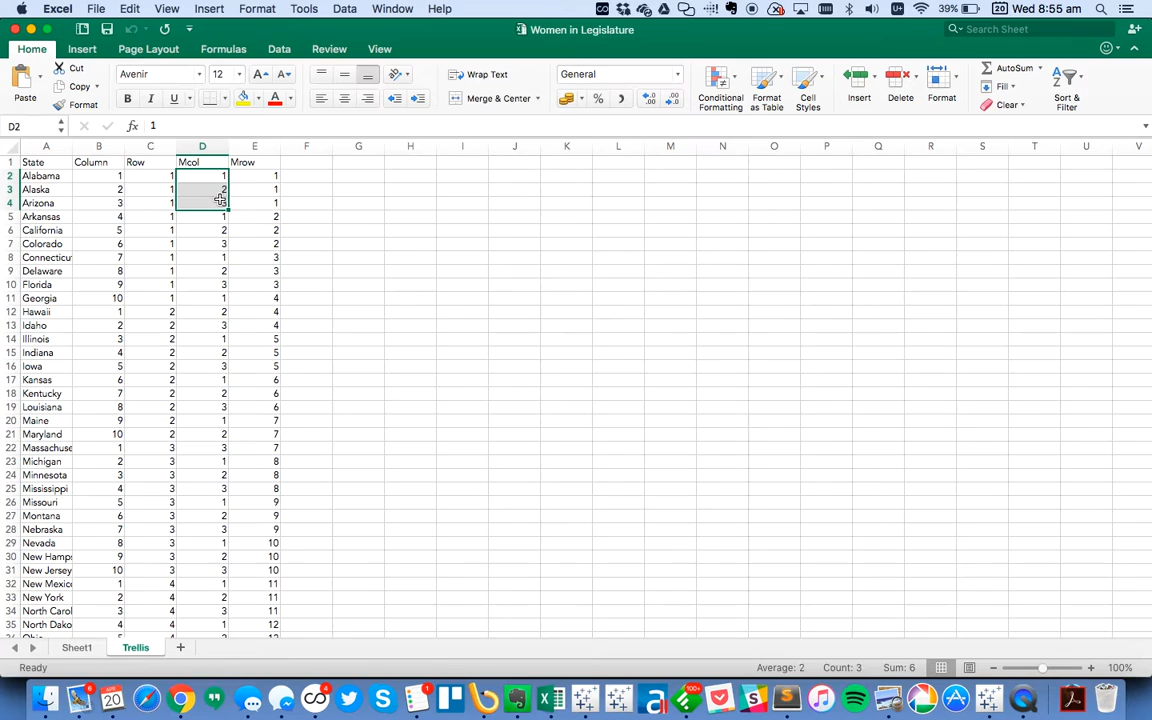 Excel File Edit View Insert Format Tools Data Window Help 39% 20 Wed 8:55 am
Women in Legislature Search Sheet
Home Insert Page Layout Formulas Data Review View
Paste Cut Copy Format Avenir 12 A A Wrap Text General Conditional Formatting Format as Table Cell Styles Insert Delete Format AutoSum Fill Clear Sort & Filter
B I U A Merge & Center %
D2 fx 1
A B C D E F G H I J K L M N O P Q R S T U V
1 State Column Row Mcol Mrow
2 Alabama 1 1 1 1
3 Alaska 2 1 2 1
4 Arizona 3 1 1
5 Arkansas 4 1 1 2
6 California 5 1 2 2
7 Colorado 6 1 3 2
8 Connecticu 7 1 1 3
9 Delaware 8 1 2 3
10 Florida 9 1 3 3
11 Georgia 10 1 1 4
12 Hawaii 1 2 2 4
13 Idaho 2 2 3 4
14 Illinois 3 2 1 5
15 Indiana 4 2 2 5
16 Iowa 5 2 3 5
17 Kansas 6 2 1 6
18 Kentucky 7 2 2 6
19 Louisiana 8 2 3 6
20 Maine 9 2 1 7
21 Maryland 10 2 2 7
22 Massachuse 1 3 3 7
23 Michigan 2 3 1 8
24 Minnesota 3 3 2 8
25 Mississippi 4 3 3 8
26 Missouri 5 3 1 9
27 Montana 6 3 2 9
28 Nebraska 7 3 3 9
29 Nevada 8 3 1 10
30 New Hamps 9 3 2 10
31 New Jersey 10 3 3 10
32 New Mexico 1 4 1 11
33 New York 2 4 2 11
34 North Carol 3 4 3 11
35 North Dako 4 4 1 12
Sheet1 Trellis +
Ready Average: 2 Count: 3 Sum: 6 100%